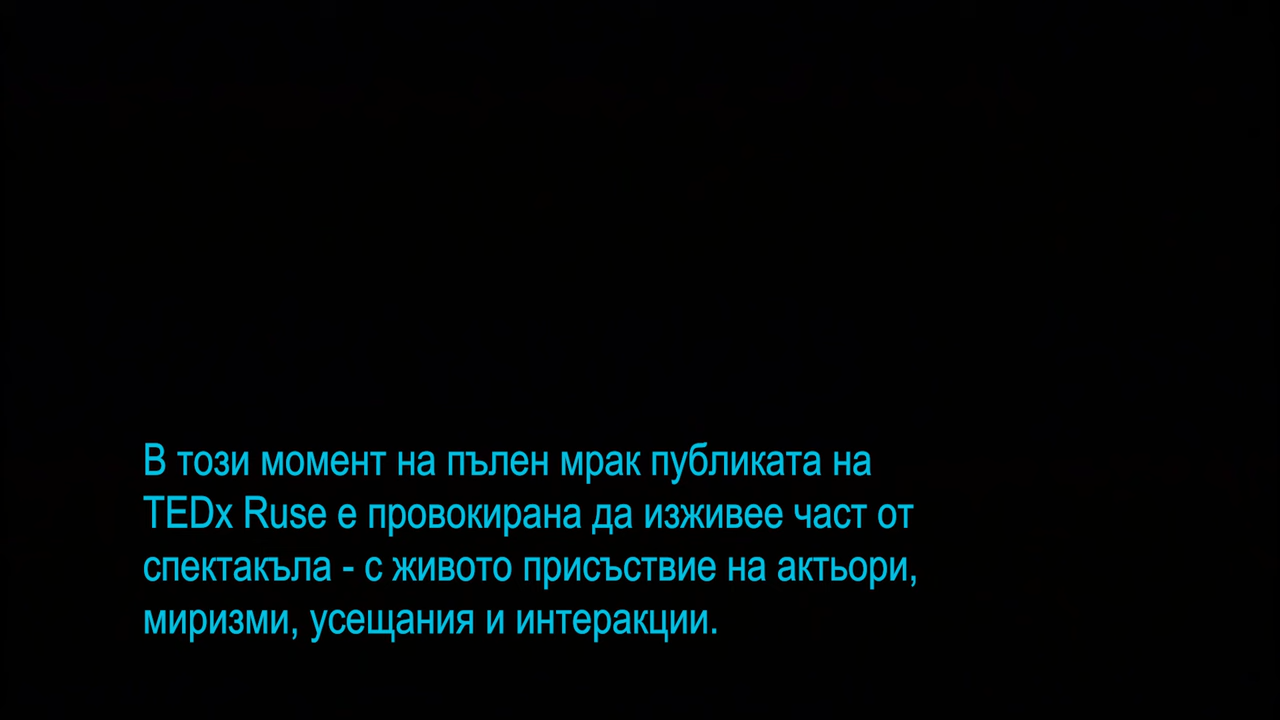 В този момент на пълен мрак публиката на
TEDx Ruse е провокирана да изживее част от
спектакъла - с живото присъствие на актьори,
миризми, усещания и интеракции.